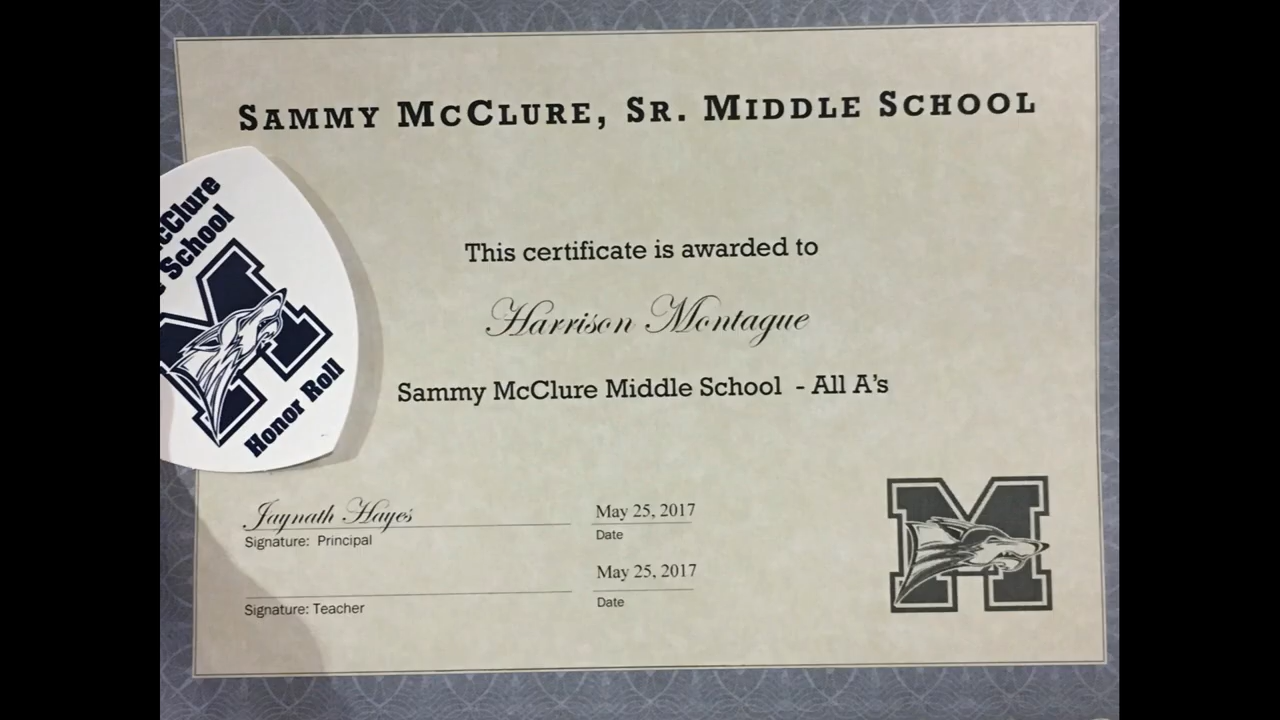 SAMMY MCCLURE, SR. MIDDLE SCHOOL
This certificate is awarded to
Harrison Montague
Sammy McClure Middle School - All A's
McClure
School
M
Honor Roll
Jaynath Hayes
May 25, 2017
Signature: Principal
Date
May 25, 2017
Signature: Teacher
Date
M